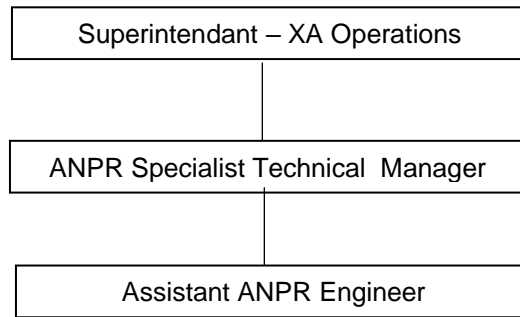 Superintendant – XA Operations
ANPR Specialist Technical  Manager
Assistant ANPR Engineer